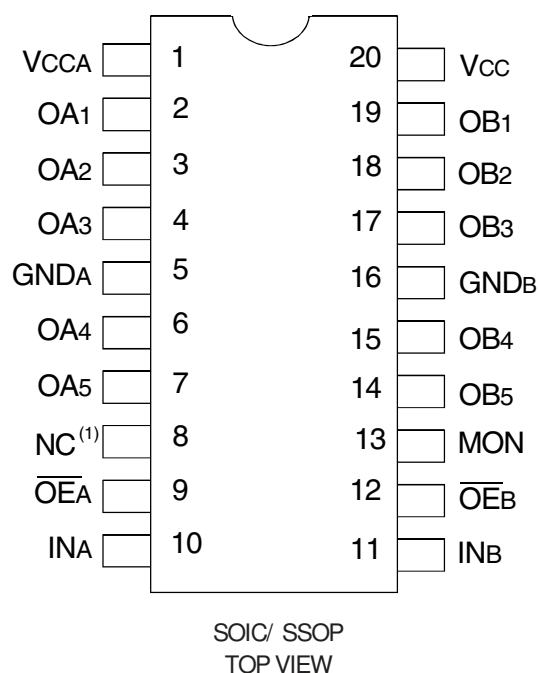 VCCA 1 20 VCC
OA1 2 19 OB1
OA2 3 18 OB2
OA3 4 17 OB3
GNDA 5 16 GNDB
OA4 6 15 OB4
OA5 7 14 OB5
NC(1) 8 13 MON
O̅E̅A 9 12 O̅E̅B
INA 10 11 INB
SOIC/ SSOP
TOP VIEW